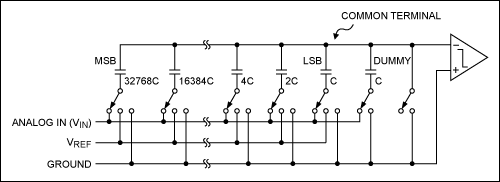 COMMON TERMINAL
MSB LSB DUMMY
32768C 16384C 4C 2C C C
−
+
ANALOG IN (VIN)
VREF
GROUND